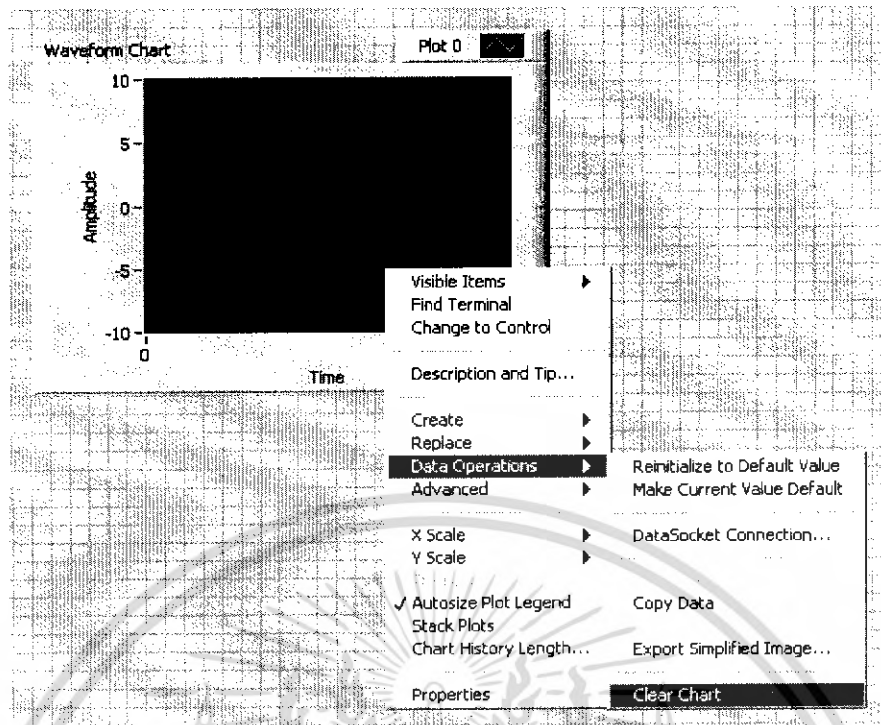 Waveform Chart
Plot 0
10
5
0
-5
-10
Amplitude
0
Time
Visible Items
Find Terminal
Change to Control
Description and Tip...
Create
Replace
Data Operations
Advanced
X Scale
Y Scale
Autosize Plot Legend
Stack Plots
Chart History Length...
Properties
Reinitialize to Default Value
Make Current Value Default
DataSocket Connection...
Copy Data
Export Simplified Image...
Clear Chart